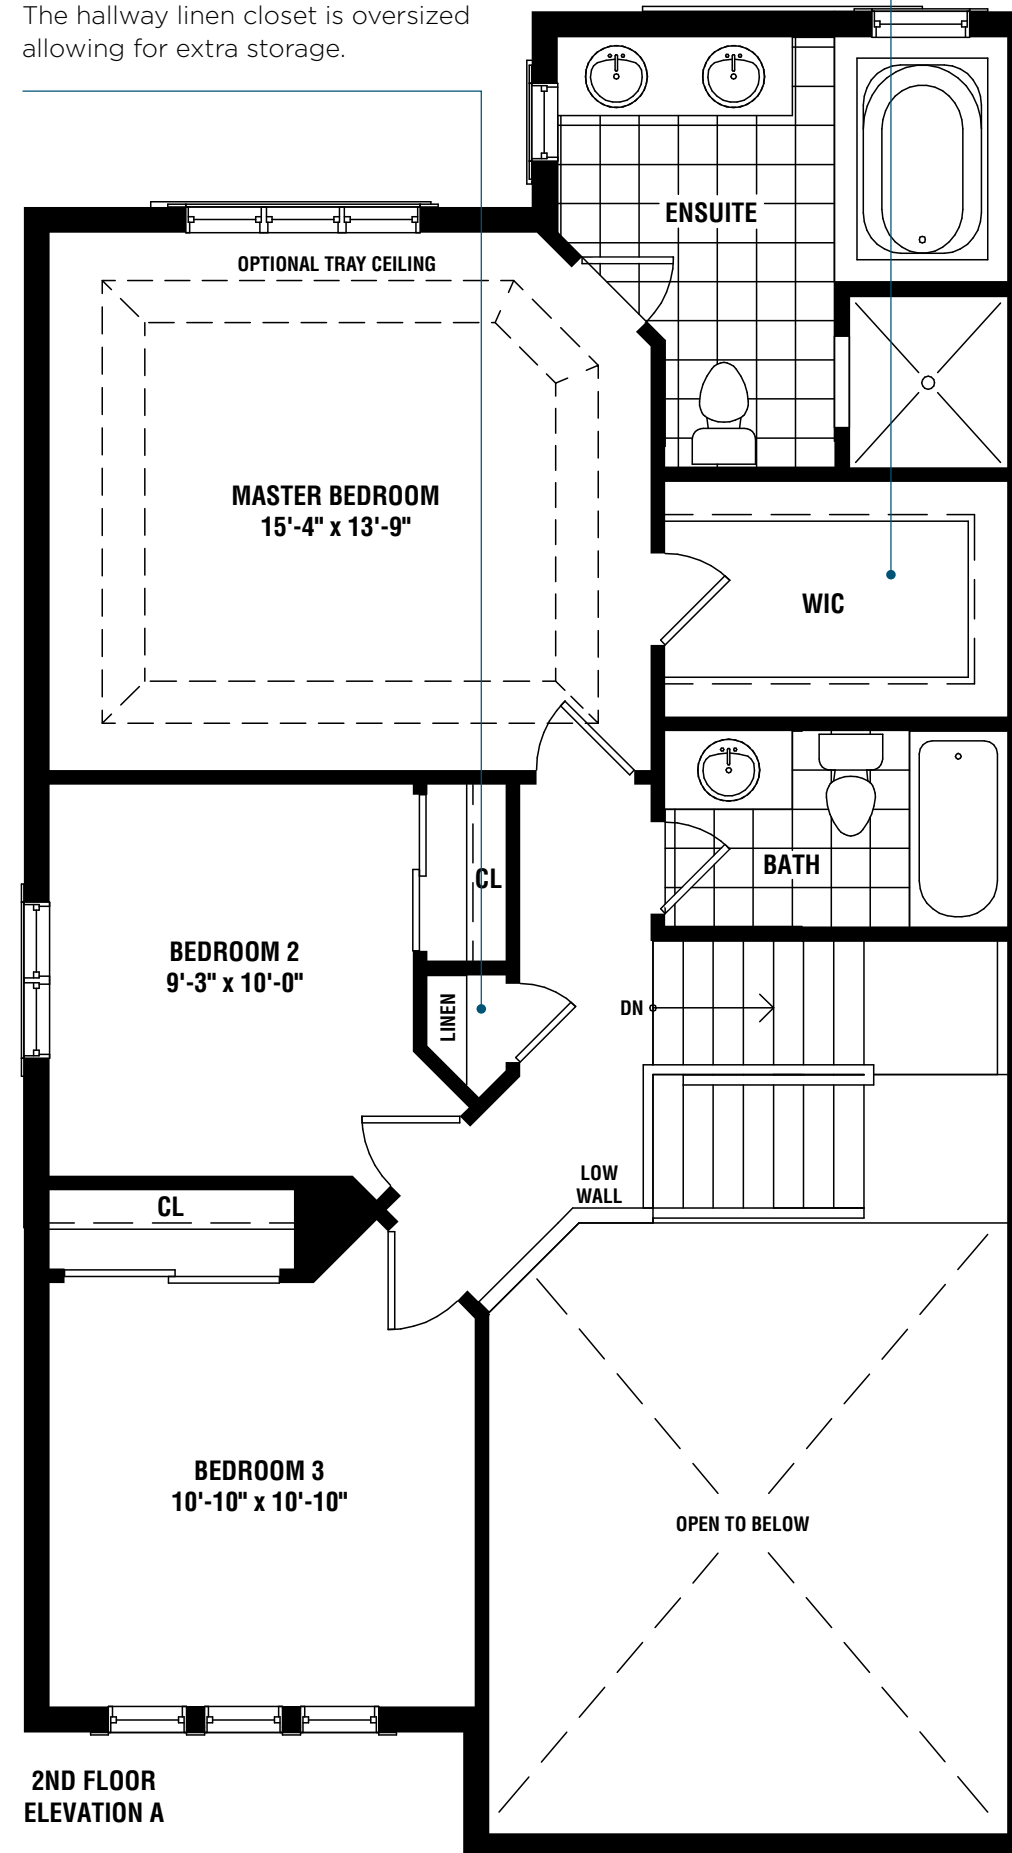 The hallway linen closet is oversized
allowing for extra storage.
ENSUITE
OPTIONAL TRAY CEILING
MASTER BEDROOM
15'-4" x 13'-9"
WIC
CL
BATH
BEDROOM 2
9'-3" x 10'-0"
LINEN
DN
LOW
WALL
CL
BEDROOM 3
10'-10" x 10'-10"
OPEN TO BELOW
2ND FLOOR
ELEVATION A